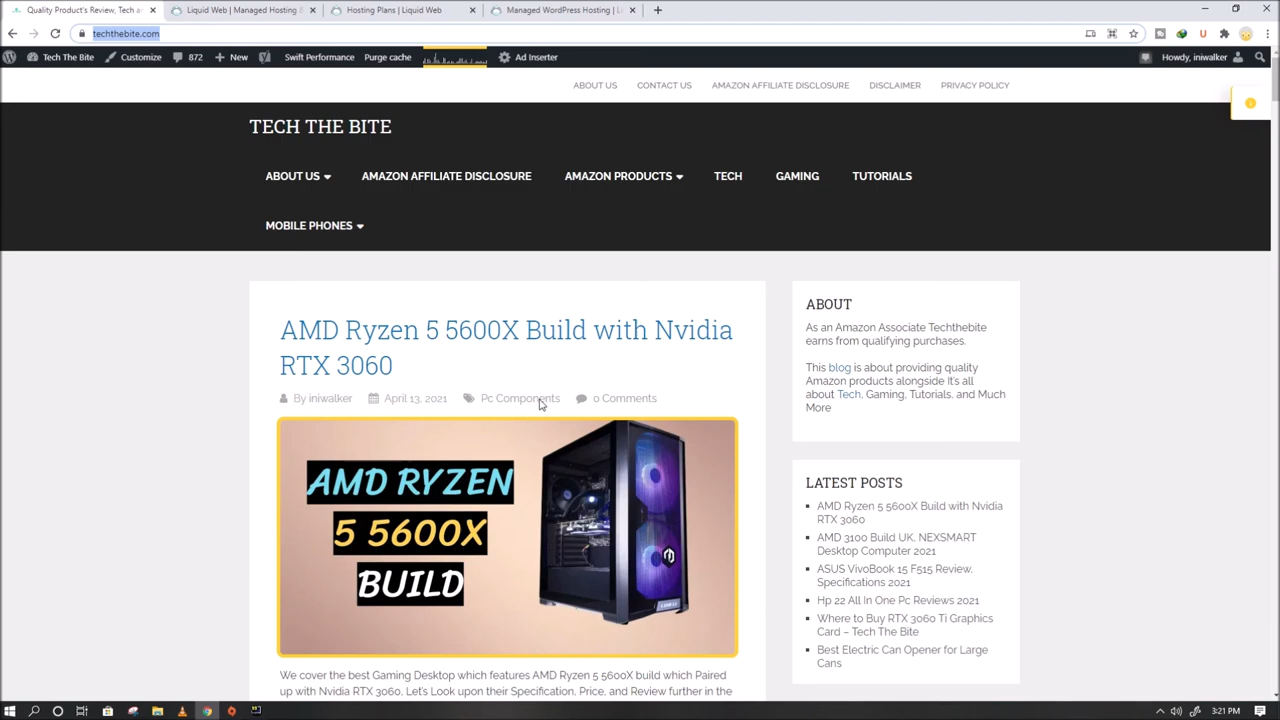 Quality Product's Review, Tech an
Liquid Web | Managed Hosting &
Hosting Plans | Liquid Web
Managed WordPress Hosting | Li
techthebite.com
Tech The Bite
Customize
872
New
Swift Performance
Purge cache
Ad Inserter
Howdy, iniwalker
ABOUT US
CONTACT US
AMAZON AFFILIATE DISCLOSURE
DISCLAIMER
PRIVACY POLICY
TECH THE BITE
ABOUT US
AMAZON AFFILIATE DISCLOSURE
AMAZON PRODUCTS
TECH
GAMING
TUTORIALS
MOBILE PHONES
AMD Ryzen 5 5600X Build with Nvidia
RTX 3060
By iniwalker
April 13, 2021
Pc Components
0 Comments
AMD RYZEN
5 5600X
BUILD
We cover the best Gaming Desktop which features AMD Ryzen 5 5600X build which Paired
up with Nvidia RTX 3060. Let's Look upon their Specification, Price, and Review further in the
ABOUT
As an Amazon Associate Techthebite
earns from qualifying purchases.
This blog is about providing quality
Amazon products alongside It's all
about Tech, Gaming, Tutorials, and Much
More
LATEST POSTS
AMD Ryzen 5 5600X Build with Nvidia
RTX 3060
AMD 3100 Build UK, NEXSMART
Desktop Computer 2021
ASUS VivoBook 15 F515 Review,
Specifications 2021
Hp 22 All In One Pc Reviews 2021
Where to Buy RTX 3060 Ti Graphics
Card – Tech The Bite
Best Electric Can Opener for Large
Cans
3:21 PM